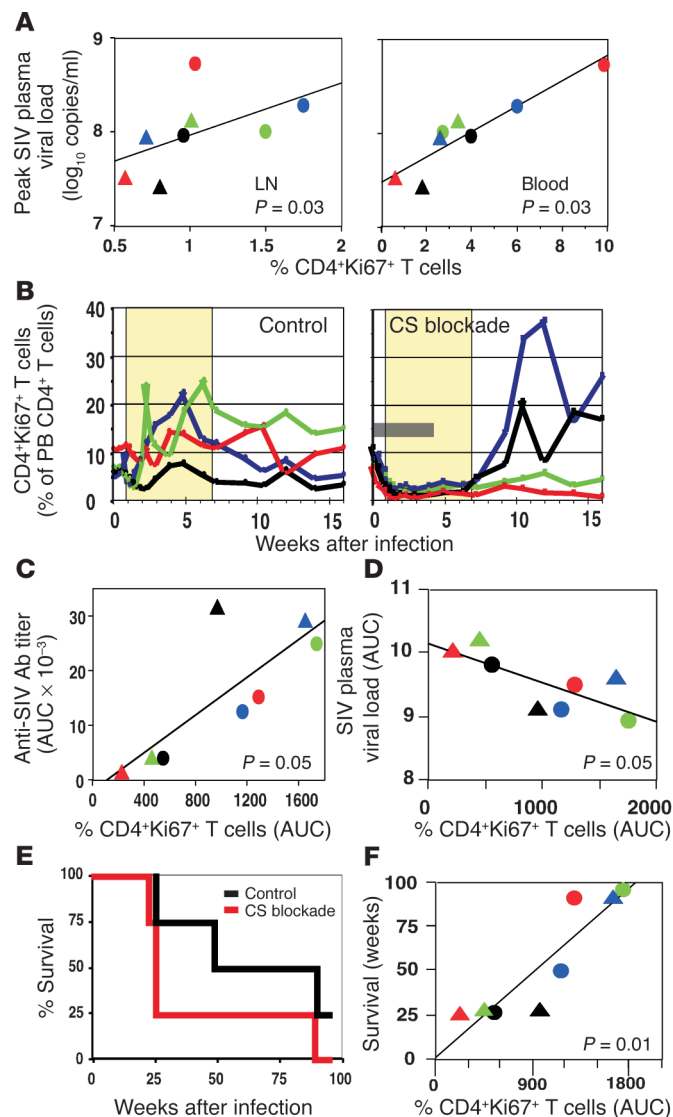 A
Peak SIV plasma
viral load
(log10 copies/ml)
9
8
7
LN
P = 0.03
0.5 1 1.5 2
Blood
P = 0.03
0 2 4 6 8 10
% CD4+Ki67+ T cells
B
CD4+Ki67+ T cells
(% of PB CD4+ T cells)
40
30
20
10
0
Control
CS blockade
0 5 10 15
0 5 10 15
Weeks after infection
C
Anti-SIV Ab titer
(AUC × 10−3)
30
20
10
0
P = 0.05
0 400 800 1200 1600
% CD4+Ki67+ T cells (AUC)
D
SIV plasma
viral load (AUC)
11
10
9
8
P = 0.05
0 1000 2000
% CD4+Ki67+ T cells (AUC)
E
% Survival
100
75
50
25
0
Control
CS blockade
0 25 50 75 100
Weeks after infection
F
Survival (weeks)
100
75
50
25
0
P = 0.01
0 900 1800
% CD4+Ki67+ T cells (AUC)